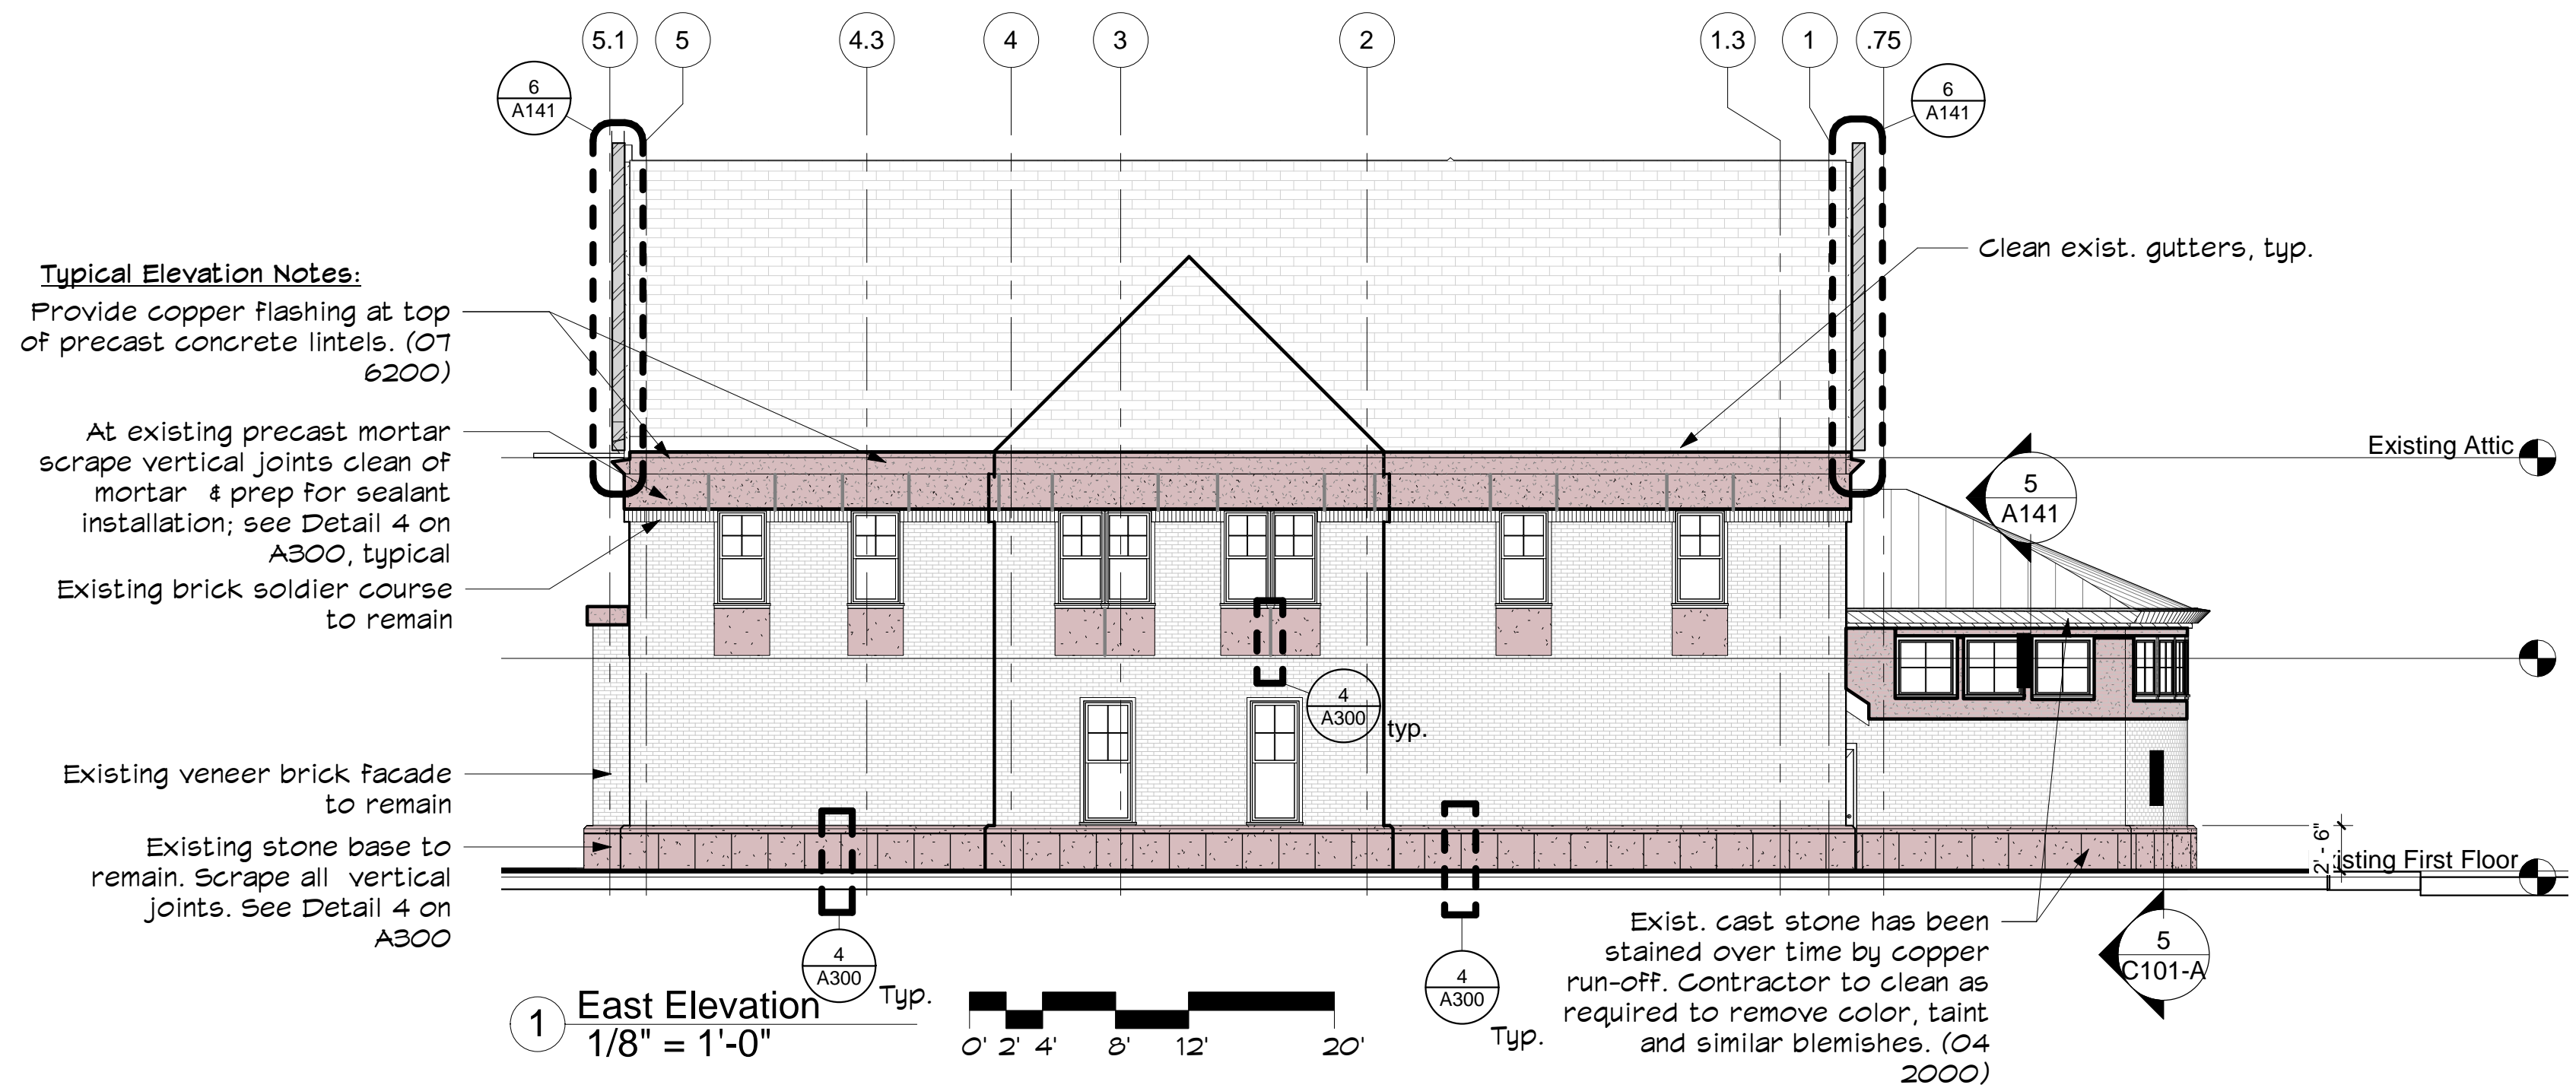 5.1 5 4.3 4 3 2 1.3 1 .75
6
A141
6
A141
Typical Elevation Notes:
Provide copper flashing at top
of precast concrete lintels. (07
6200)
At existing precast mortar
scrape vertical joints clean of
mortar & prep for sealant
installation; see Detail 4 on
A300, typical
Existing brick soldier course
to remain
Existing veneer brick facade
to remain
Existing stone base to
remain. Scrape all vertical
joints. See Detail 4 on
A300
Clean exist. gutters, typ.
Existing Attic
5
A141
4
A300
typ.
2' - 6"
isting First Floor
4
A300
Typ.
4
A300
Typ.
Exist. cast stone has been
stained over time by copper
run-off. Contractor to clean as
required to remove color, taint
and similar blemishes. (04
2000)
5
C101-A
1
East Elevation
1/8" = 1'-0"
0' 2' 4' 8' 12' 20'